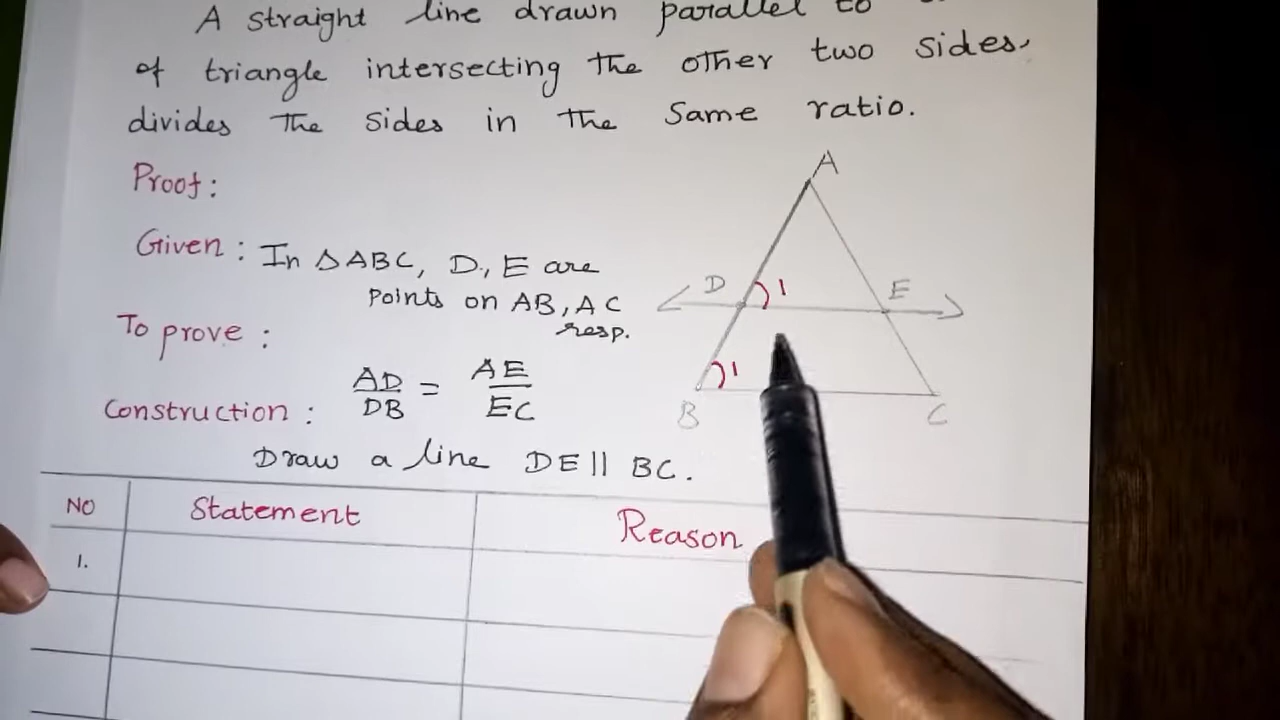 A straight line drawn parallel to
of triangle intersecting the other two sides,
divides the sides in the same ratio.
Proof:
Given: In △ABC, D, E are
points on AB, AC
resp.
To prove:
AD/DB = AE/EC
Construction:
Draw a line DE || BC.
A
D
1
E
1
B
C
NO Statement Reason
1.